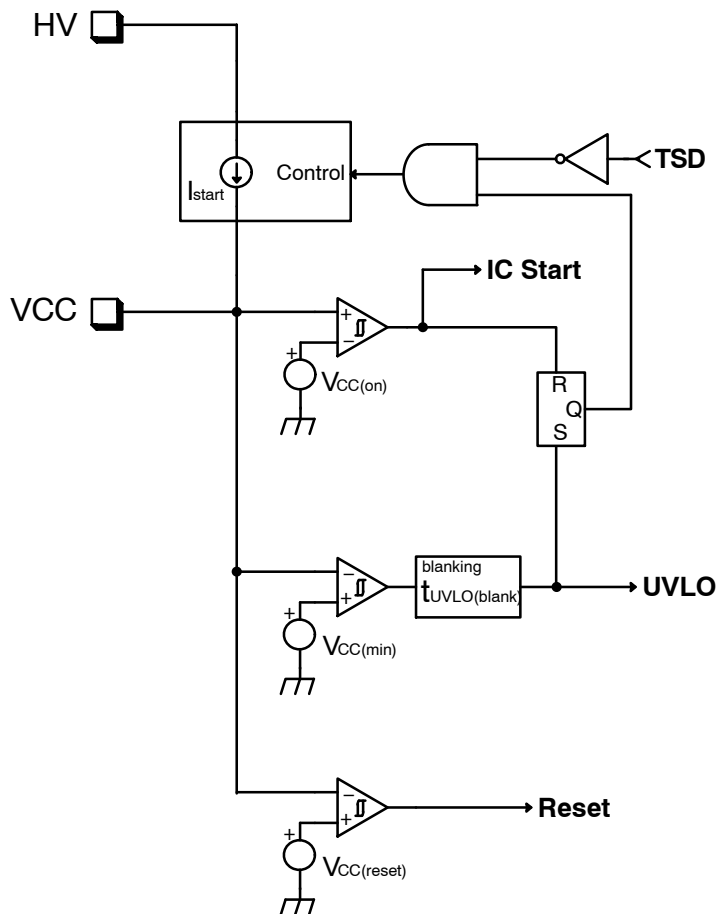 HV
TSD
Control
Istart
IC Start
VCC
+
−
+
VCC(on)
R
Q
S
blanking
tUVLO(blank)
−
+
UVLO
+
VCC(min)
−
+
Reset
+
VCC(reset)